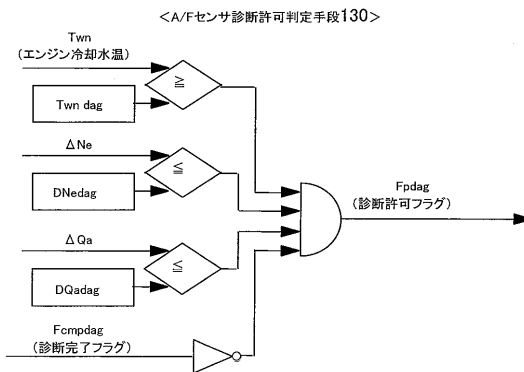 <A/Fセンサ診断許可判定手段130>
Twn
(エンジン冷却水温)
≧
Twn dag
ΔNe
≦
DNedag
Fpdag
(診断許可フラグ)
ΔQa
≦
DQadag
Fcmpdag
(診断完了フラグ)